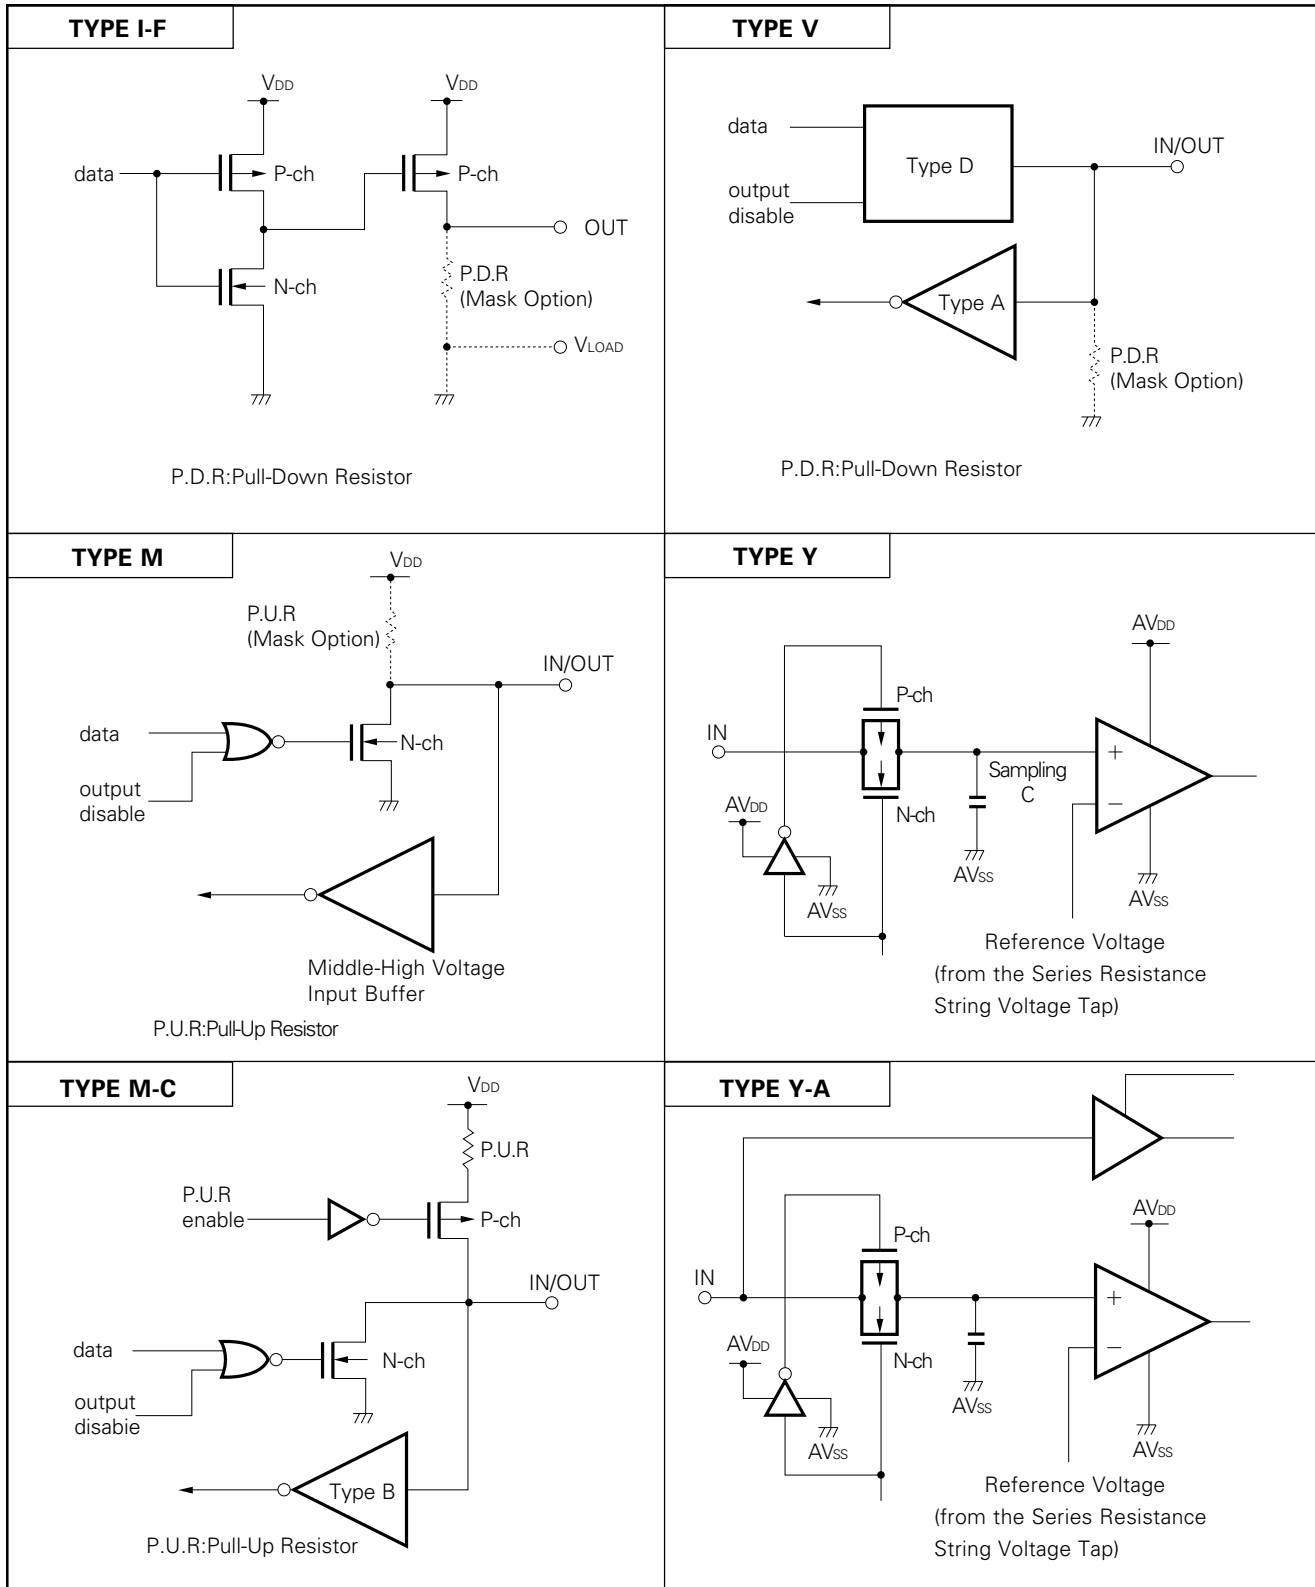 TYPE I-F
VDD
VDD
data
P-ch
P-ch
OUT
N-ch
P.D.R
(Mask Option)
VLOAD
P.D.R:Pull-Down Resistor
TYPE V
data
Type D
IN/OUT
output
disable
Type A
P.D.R
(Mask Option)
P.D.R:Pull-Down Resistor
TYPE M
VDD
P.U.R
(Mask Option)
IN/OUT
data
N-ch
output
disable
Middle-High Voltage
Input Buffer
P.U.R:Pull-Up Resistor
TYPE Y
AVDD
P-ch
IN
+
Sampling
C
AVDD
N-ch
−
AVSS
AVSS
AVSS
Reference Voltage
(from the Series Resistance
String Voltage Tap)
TYPE M-C
VDD
P.U.R
P.U.R
enable
P-ch
IN/OUT
data
N-ch
output
disabie
Type B
P.U.R:Pull-Up Resistor
TYPE Y-A
AVDD
P-ch
IN
+
AVDD
N-ch
−
AVSS
AVSS
AVSS
Reference Voltage
(from the Series Resistance
String Voltage Tap)